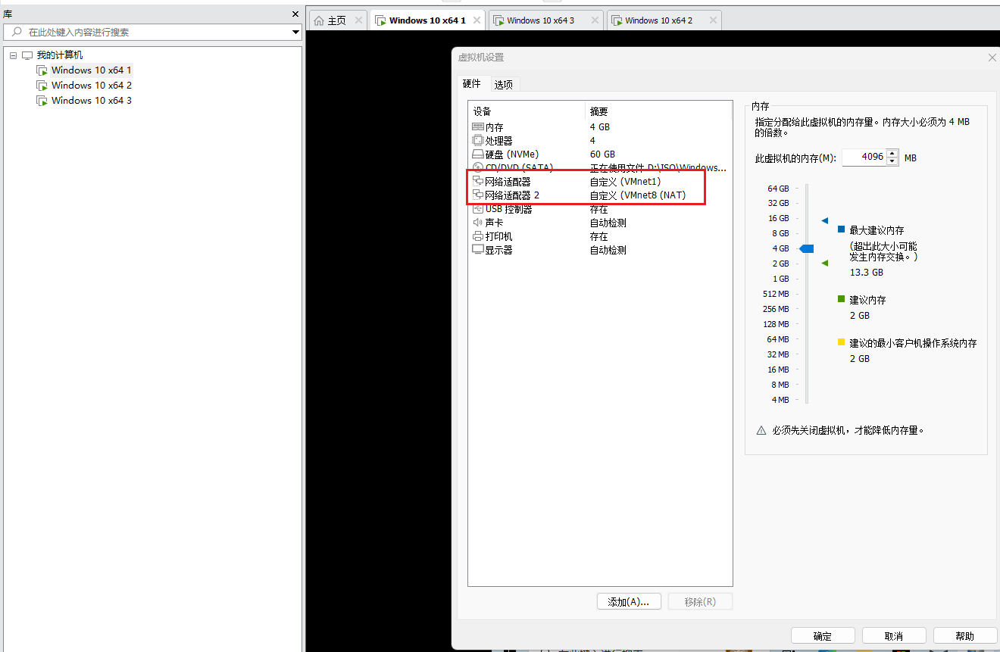 库
在此处键入内容进行搜索
我的计算机
Windows 10 x64 1
Windows 10 x64 2
Windows 10 x64 3
主页
Windows 10 x64 1
Windows 10 x64 3
Windows 10 x64 2
虚拟机设置
硬件
选项
设备 摘要
内存 4 GB
处理器 4
硬盘 (NVMe) 60 GB
CD/DVD (SATA) 正在使用文件 D:\ISO\Windows...
网络适配器 自定义 (VMnet1)
网络适配器 2 自定义 (VMnet8 (NAT)
USB 控制器 存在
声卡 自动检测
打印机 存在
显示器 自动检测
添加(A)...
移除(R)
内存
指定分配给此虚拟机的内存量。内存大小必须为 4 MB
的倍数。
此虚拟机的内存(M): 4096 MB
64 GB
32 GB
16 GB
8 GB
4 GB
2 GB
1 GB
512 MB
256 MB
128 MB
64 MB
32 MB
16 MB
8 MB
4 MB
最大建议内存
(超出此大小可能
发生内存交换。)
13.3 GB
建议内存
2 GB
建议的最小客户机操作系统内存
2 GB
必须先关闭虚拟机，才能降低内存量。
确定
取消
帮助